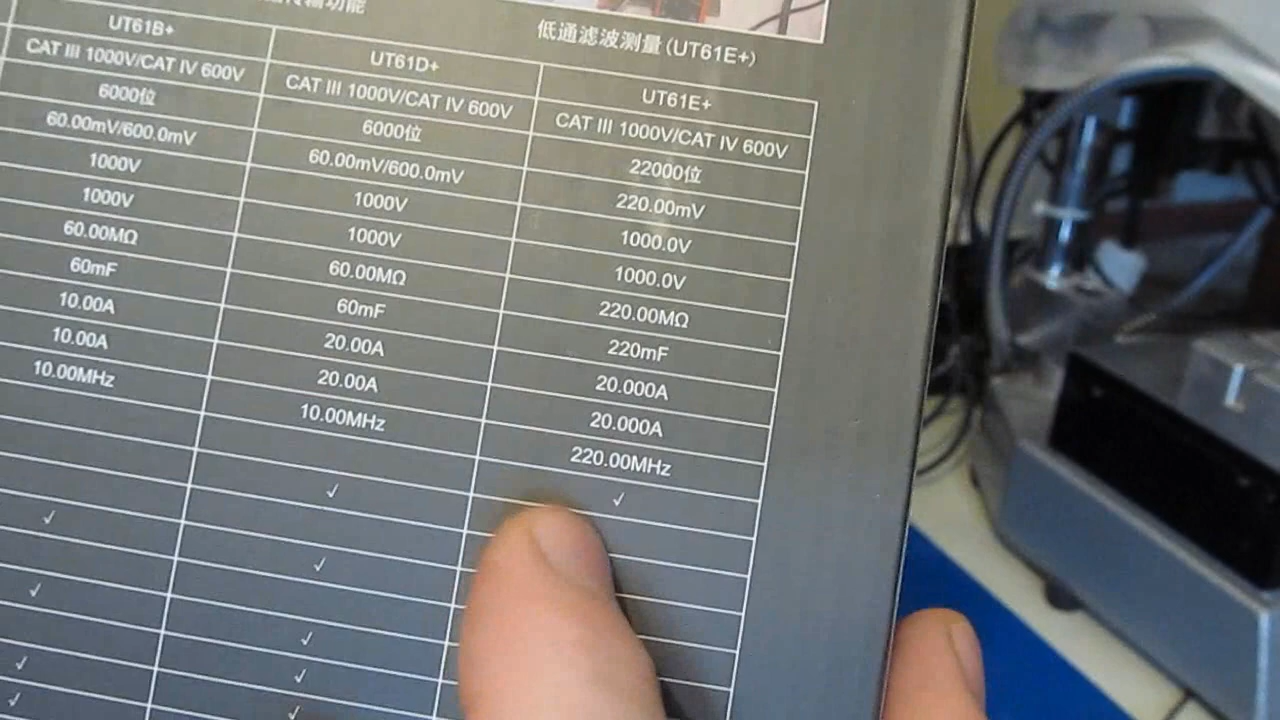 传输功能
低通滤波测量(UT61E+)
UT61B+ UT61D+ UT61E+
CAT III 1000V/CAT IV 600V CAT III 1000V/CAT IV 600V CAT III 1000V/CAT IV 600V
6000位 6000位 22000位
60.00mV/600.0mV 60.00mV/600.0mV 220.00mV
1000V 1000V 1000.0V
1000V 1000V 1000.0V
60.00MΩ 60.00MΩ 220.00MΩ
60mF 60mF 220mF
10.00A 20.00A 20.000A
10.00A 20.00A 20.000A
10.00MHz 10.00MHz 220.00MHz
√ √
√
√
√
√
√ √
√ √